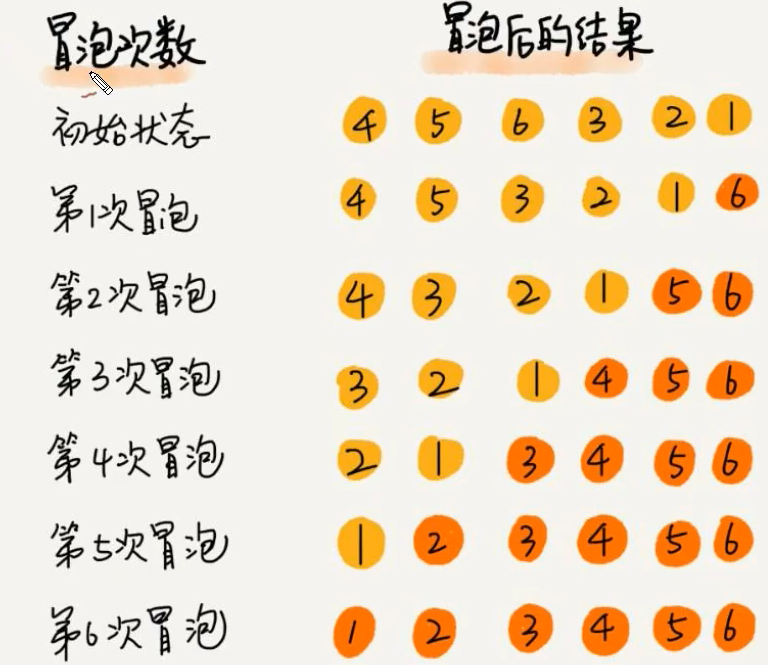 冒泡次数 冒泡后的结果
初始状态 4 5 6 3 2 1
第1次冒泡 4 5 3 2 1 6
第2次冒泡 4 3 2 1 5 6
第3次冒泡 3 2 1 4 5 6
第4次冒泡 2 1 3 4 5 6
第5次冒泡 1 2 3 4 5 6
第6次冒泡 1 2 3 4 5 6